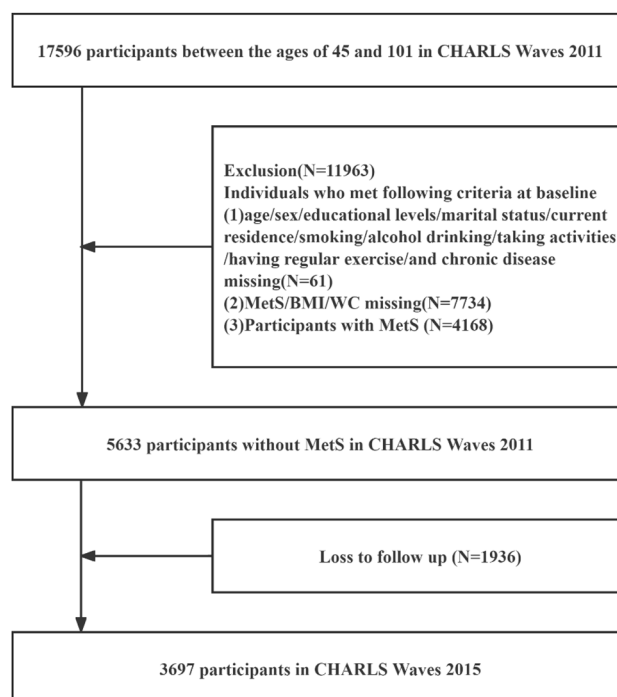 17596 participants between the ages of 45 and 101 in CHARLS Waves 2011
Exclusion(N=11963)
Individuals who met following criteria at baseline
(1)age/sex/educational levels/marital status/current
residence/smoking/alcohol drinking/taking activities
/having regular exercise/and chronic disease
missing(N=61)
(2)MetS/BMI/WC missing(N=7734)
(3)Participants with MetS (N=4168)
5633 participants without MetS in CHARLS Waves 2011
Loss to follow up (N=1936)
3697 participants in CHARLS Waves 2015